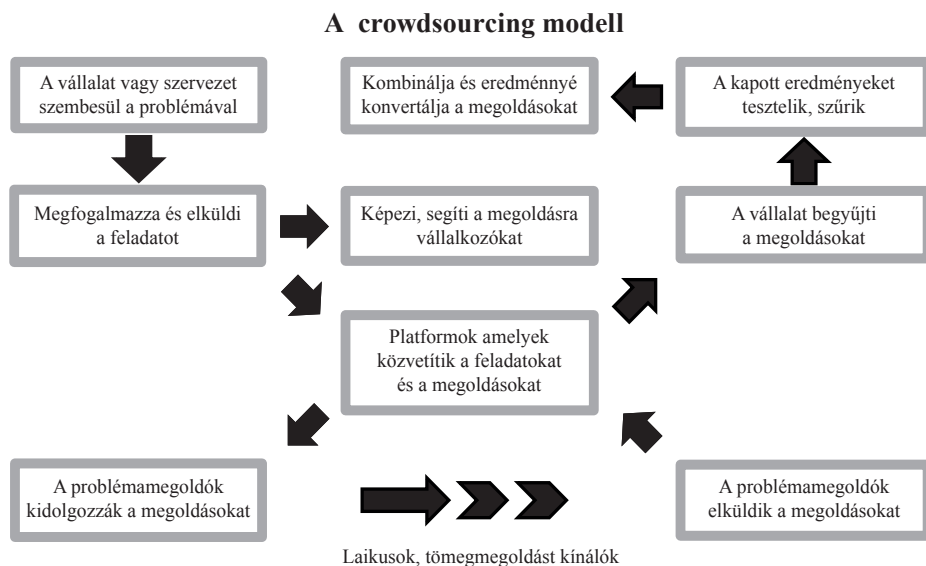 A crowdsourcing modell
A vállalat vagy szervezet
szembesül a problémával
Kombinálja és eredménnyé
konvertálja a megoldásokat
A kapott eredményeket
tesztelik, szűrik
Megfogalmazza és elküldi
a feladatot
Képezi, segíti a megoldásra
vállalkozókat
A vállalat begyűjti
a megoldásokat
Platformok amelyek
közvetítik a feladatokat
és a megoldásokat
A problémamegoldók
kidolgozzák a megoldásokat
A problémamegoldók
elküldik a megoldásokat
Laikusok, tömegmegoldást kínálók